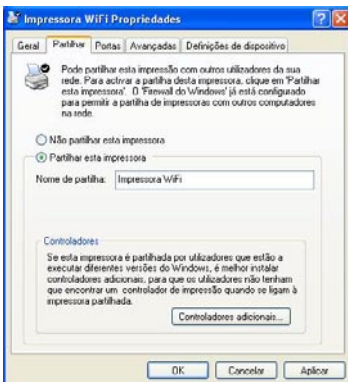 Impressora WiFi Propriedades
Geral Partilhar Portas Avançadas Definições de dispositivo
Pode partilhar esta impressão com outros utilizadores da sua
rede. Para activar a partilha desta impressora, clique em 'Partilhar
esta impressora'. O 'Firewall do Windows' já está configurado
para permitir a partilha de impressoras com outros computadores
na rede.
Não partilhar esta impressora
Partilhar esta impressora
Nome de partilha: Impressora WiFi
Controladores
Se esta impressora é partilhada por utilizadores que estão a
executar diferentes versões do Windows, é melhor instalar
controladores adicionais, para que os utilizadores não tenham
que encontrar um controlador de impressão quando se ligam à
impressora partilhada.
Controladores adicionais...
OK Cancelar Aplicar